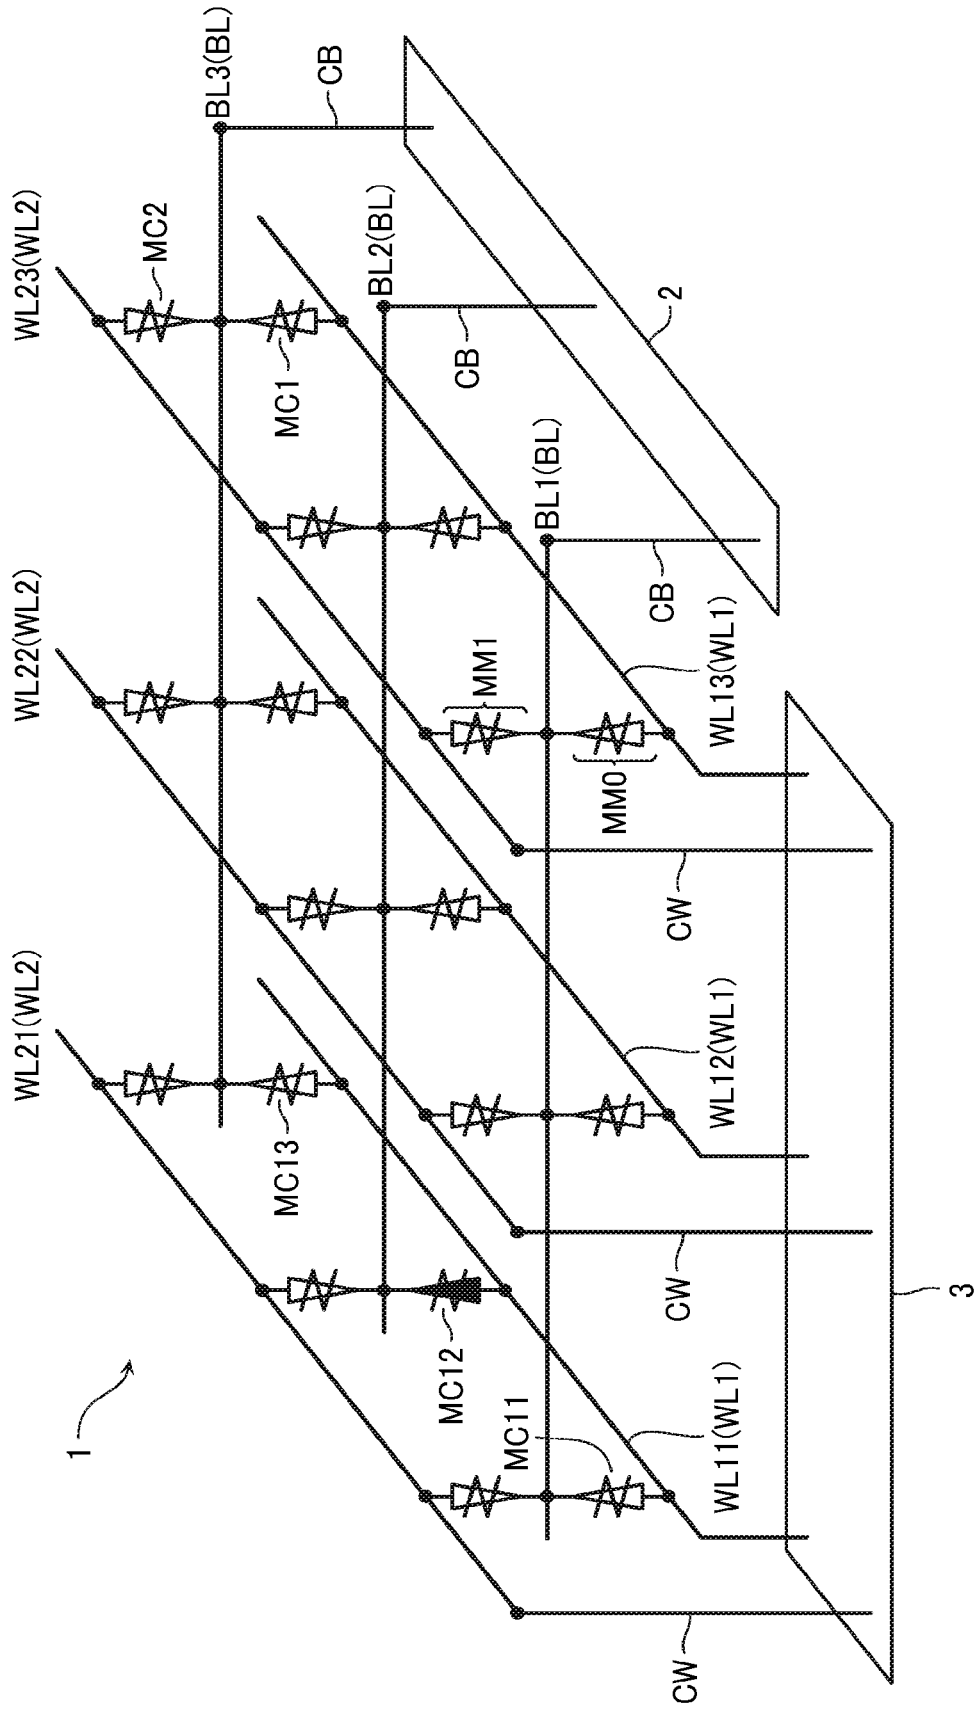 1
WL21(WL2)
WL22(WL2)
WL23(WL2)
MC2
BL3(BL)
CB
MC13
MC1
BL2(BL)
CB
MC12
MC11
MM1
BL1(BL)
CB
2
MM0
WL11(WL1)
WL12(WL1)
WL13(WL1)
CW
CW
CW
3